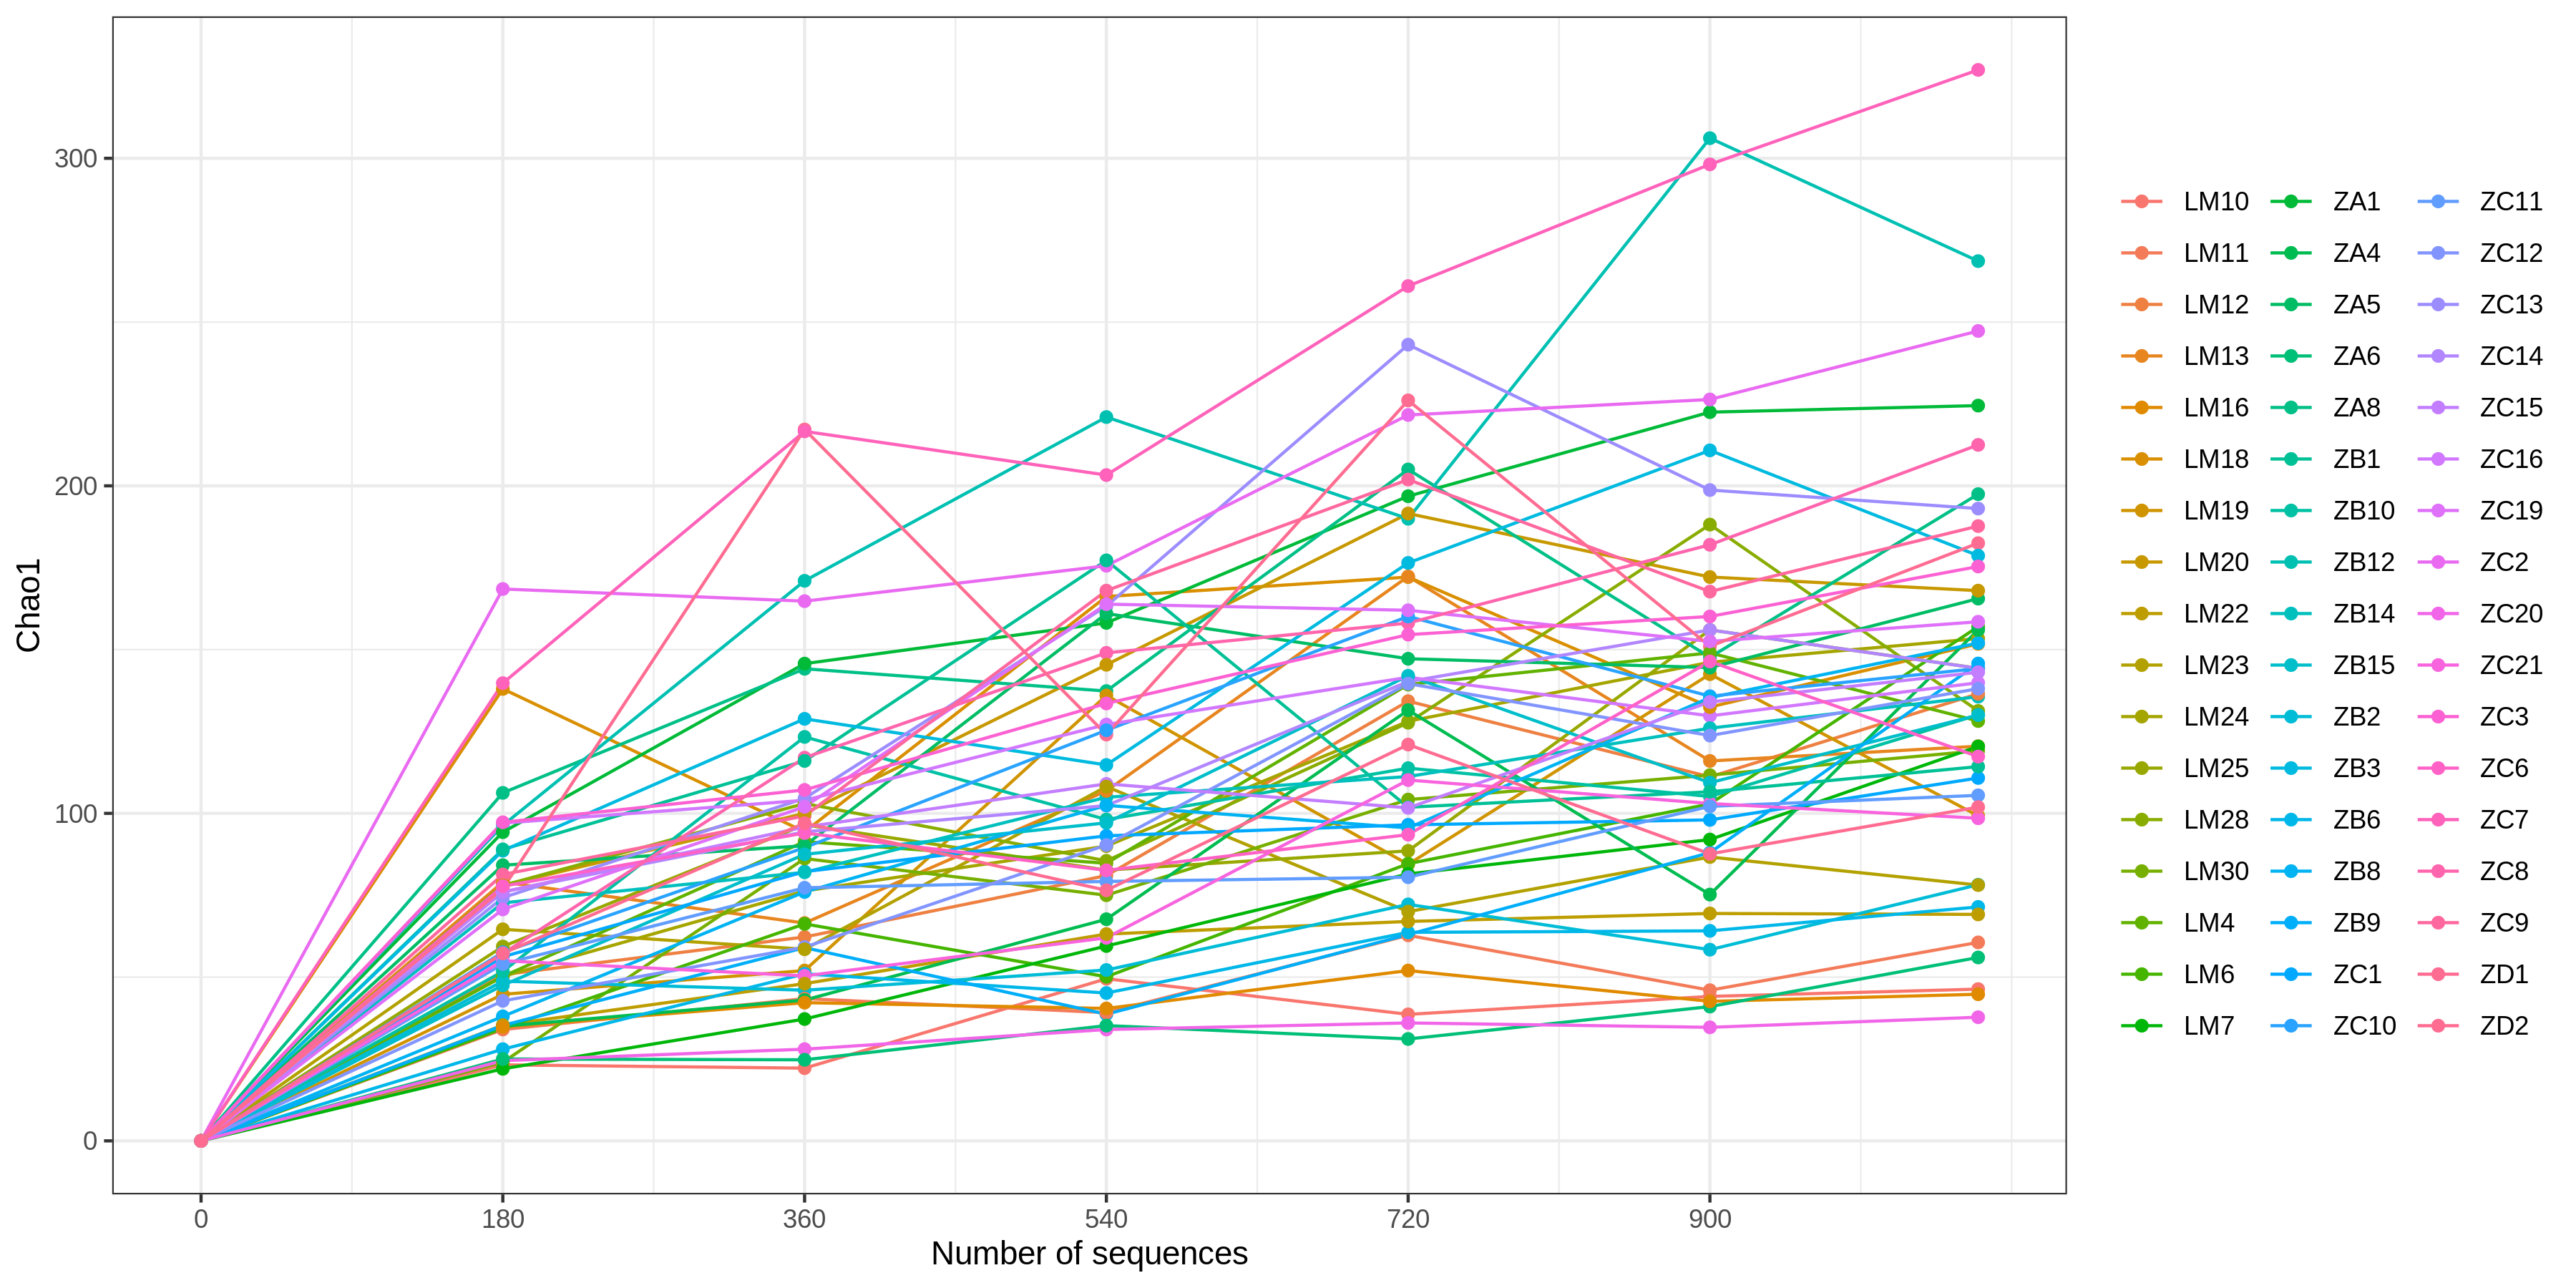 300
200
100
0
Chao1
0 180 360 540 720 900
Number of sequences
LM10 ZA1 ZC11
LM11 ZA4 ZC12
LM12 ZA5 ZC13
LM13 ZA6 ZC14
LM16 ZA8 ZC15
LM18 ZB1 ZC16
LM19 ZB10 ZC19
LM20 ZB12 ZC2
LM22 ZB14 ZC20
LM23 ZB15 ZC21
LM24 ZB2 ZC3
LM25 ZB3 ZC6
LM28 ZB6 ZC7
LM30 ZB8 ZC8
LM4 ZB9 ZC9
LM6 ZC1 ZD1
LM7 ZC10 ZD2